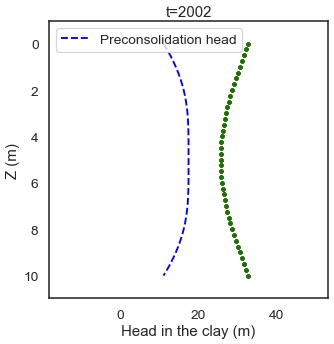 t=2002
Preconsolidation head
0
2
4
6
8
10
Z (m)
0 20 40
Head in the clay (m)